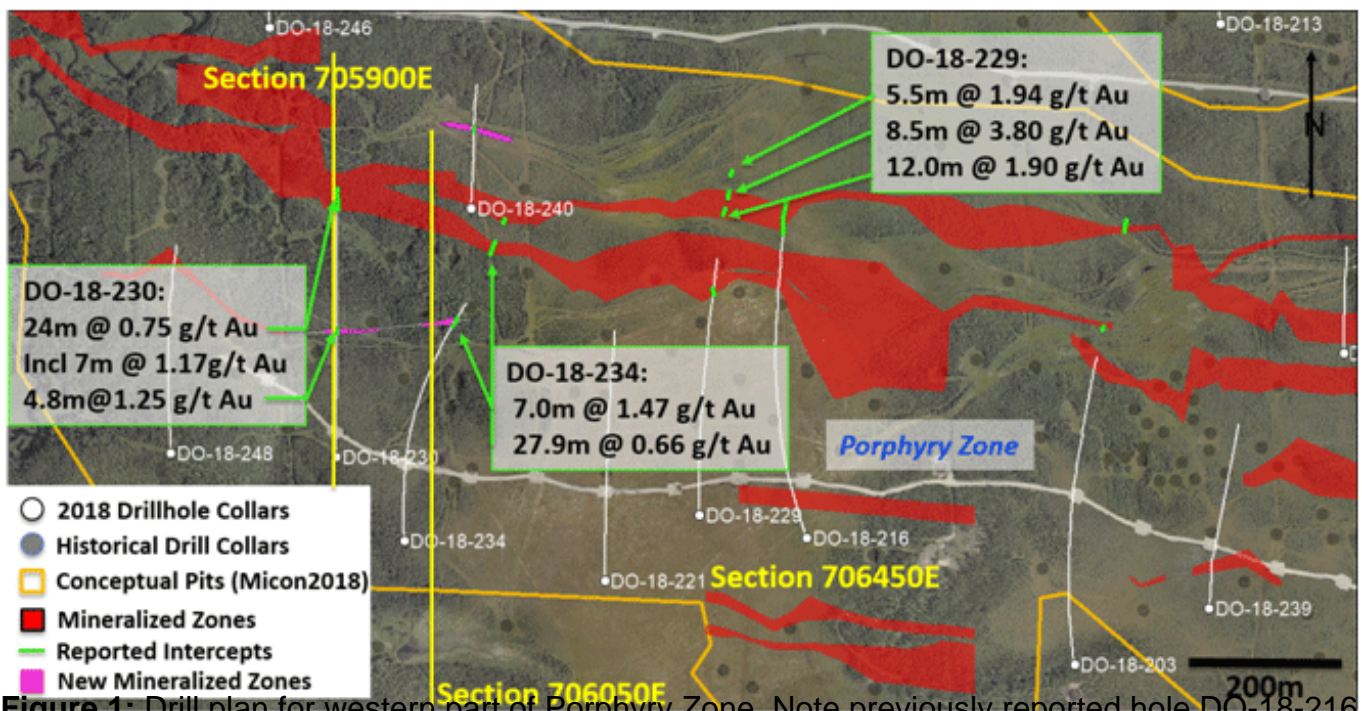 DO-18-246
DO-18-213
Section 705900E
DO-18-229:
5.5m @ 1.94 g/t Au
8.5m @ 3.80 g/t Au
12.0m @ 1.90 g/t Au
N
DO-18-240
DO-18-230:
24m @ 0.75 g/t Au
Incl 7m @ 1.17g/t Au
4.8m@1.25 g/t Au
DO-18-234:
7.0m @ 1.47 g/t Au
27.9m @ 0.66 g/t Au
Porphyry Zone
DO-18-248
DO-18-230
DO-18-234
DO-18-229
DO-18-216
DO-18-221
Section 706450E
DO-18-239
DO-18-203
200m
2018 Drillhole Collars
Historical Drill Collars
Conceptual Pits (Micon2018)
Mineralized Zones
Reported Intercepts
New Mineralized Zones
Section 706050E
Figure 1: Drill plan for western part of Porphyry Zone. Note previously reported hole DO-18-216